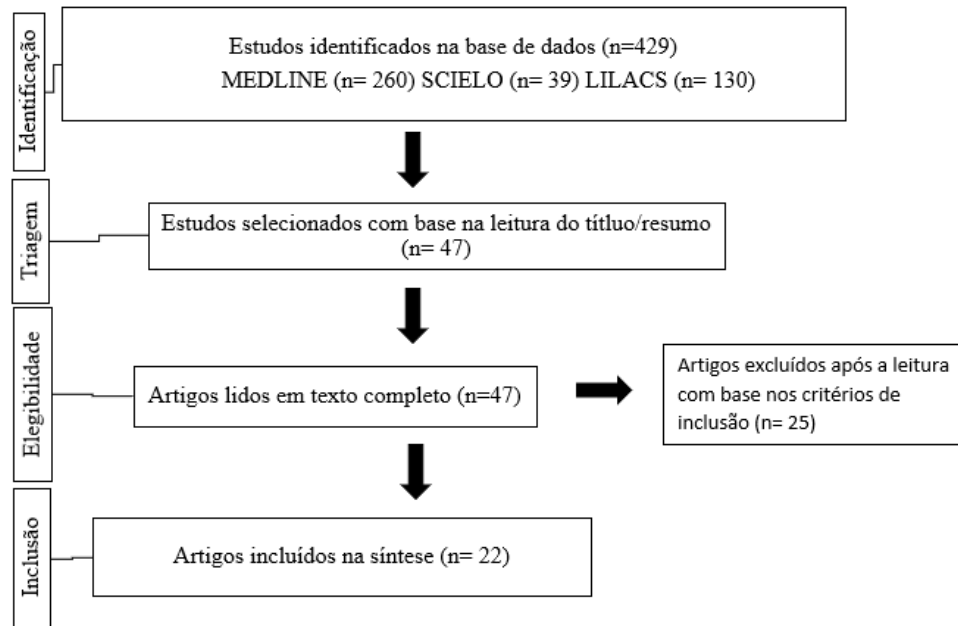 Identificação
Estudos identificados na base de dados (n=429)
MEDLINE (n= 260) SCIELO (n= 39) LILACS (n= 130)
Triagem
Estudos selecionados com base na leitura do títluo/resumo
(n= 47)
Elegibilidade
Artigos lidos em texto completo (n=47)
Artigos excluídos após a leitura
com base nos critérios de
inclusão (n= 25)
Inclusão
Artigos incluídos na síntese (n= 22)